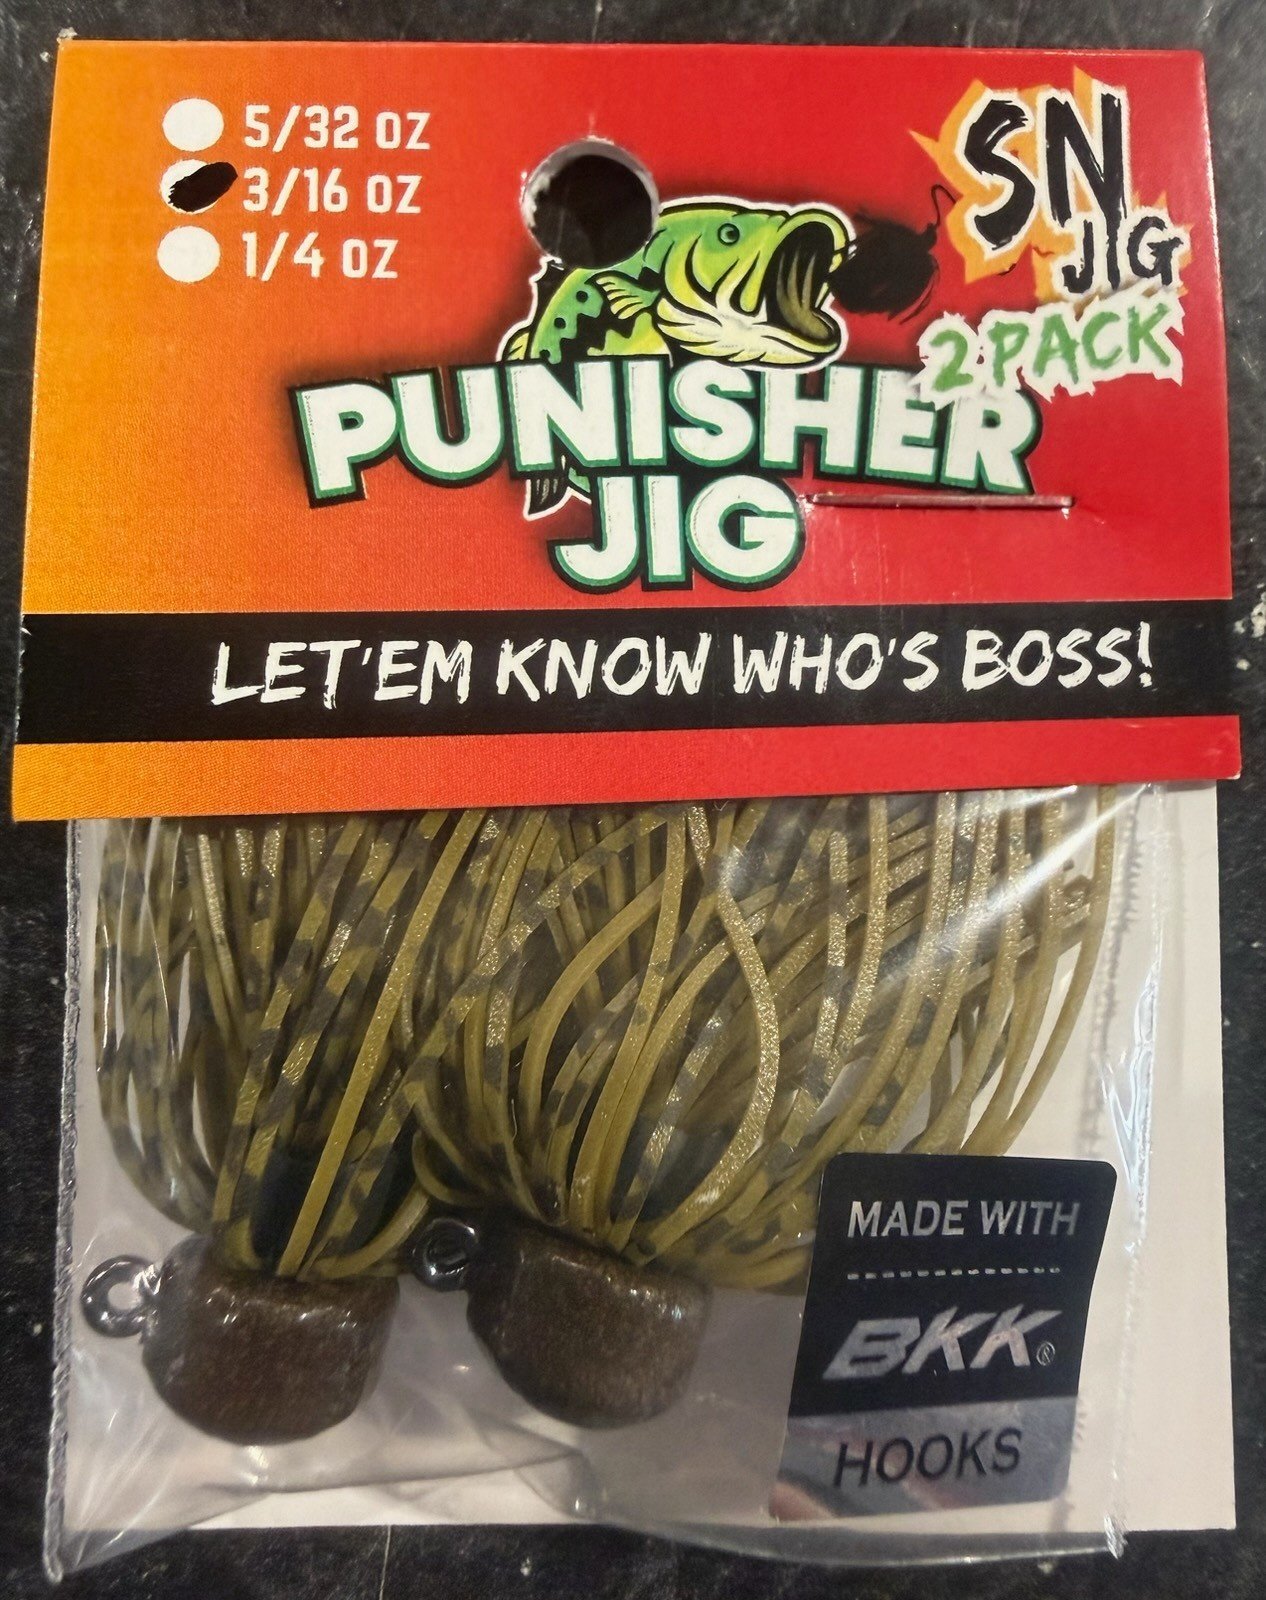 5/32 OZ
3/16 OZ
1/4 OZ
SN
JIG
2 PACK
PUNISHER
JIG
LET'EM KNOW WHO'S BOSS!
MADE WITH
BKK®
HOOKS